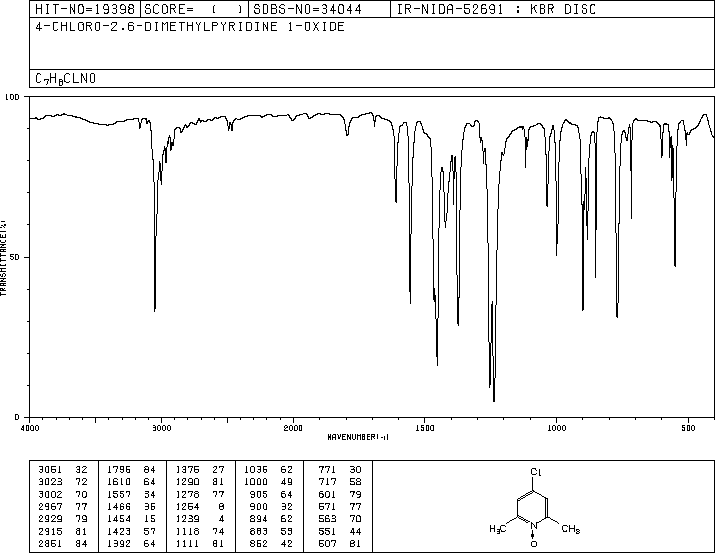 HIT-NO=19398 SCORE= ( ) SDBS-NO=34044 IR-NIDA-52691 : KBR DISC
4-CHLORO-2,6-DIMETHYLPYRIDINE 1-OXIDE
C7H8CLNO
100
50
0
TRANSMITTANCE(%)
4000 3000 2000 1500 1000 500
WAVENUMBER(-1)
3061 32 1796 84 1376 27 1036 62 771 30
3023 72 1610 64 1290 81 1000 49 717 58
3002 70 1557 34 1278 77 905 64 601 79
2967 77 1466 36 1254 8 900 32 571 77
2929 79 1454 15 1239 4 894 62 563 70
2915 81 1423 57 1118 74 883 59 551 44
2861 84 1392 64 1111 81 852 42 507 81
Cl
H3C N CH3
O